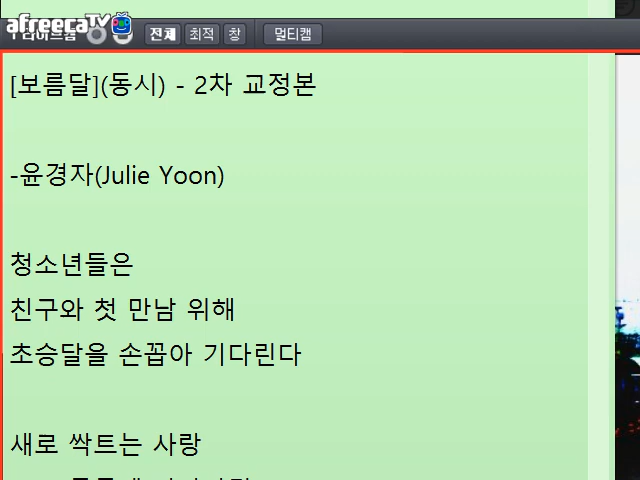 afreecaTV
전체 최적 창 멀티캠
[보름달](동시) - 2차 교정본
-윤경자(Julie Yoon)
청소년들은
친구와 첫 만남 위해
초승달을 손꼽아 기다린다
새로 싹트는 사랑